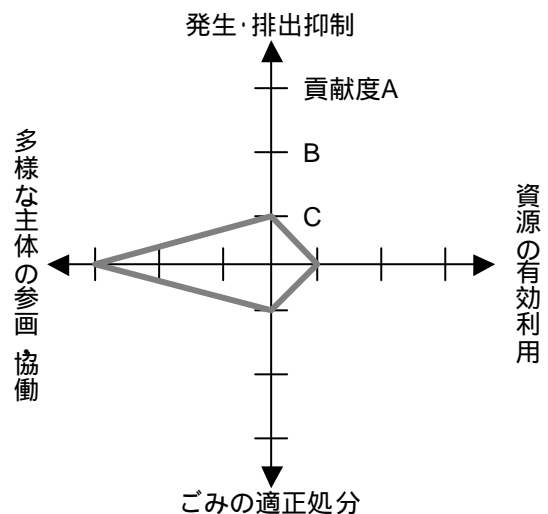 発生・排出抑制
貢献度A
B
C
多様な主体の参画・協働
資源の有効利用
ごみの適正処分